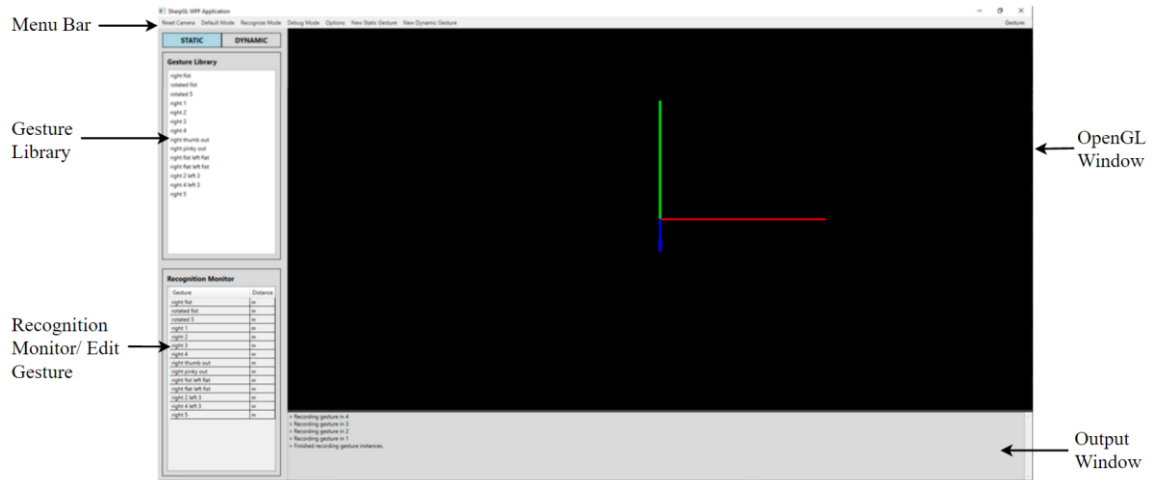 SharpGL WPF Application
Menu Bar
Reset Camera Default Mode Recognize Mode Debug Mode Options New Static Gesture New Dynamic Gesture Gesture:
STATIC DYNAMIC
Gesture Library
right fist
rotated fist
rotated 5
right 1
right 2
right 3
right 4
right thumb out
right pinky out
right fist left flat
right flat left fist
right 2 left 3
right 4 left 3
right 5
Gesture
Library
OpenGL
Window
Recognition Monitor
Gesture Distance
right fist ∞
rotated fist ∞
rotated 5 ∞
right 1 ∞
right 2 ∞
right 3 ∞
right 4 ∞
right thumb out ∞
right pinky out ∞
right fist left flat ∞
right flat left fist ∞
right 2 left 3 ∞
right 4 left 3 ∞
right 5 ∞
Recognition
Monitor/ Edit
Gesture
> Recording gesture in 4
> Recording gesture in 3
> Recording gesture in 2
> Recording gesture in 1
> Finished recording gesture instances.
Output
Window